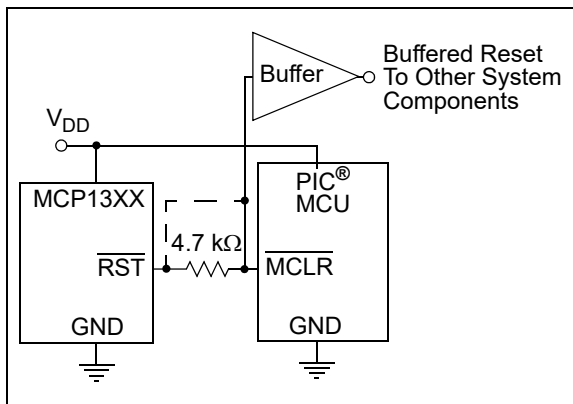 Buffered Reset
To Other System
Components
Buffer
VDD
MCP13XX
PIC®
MCU
4.7 kΩ
RST
MCLR
GND
GND